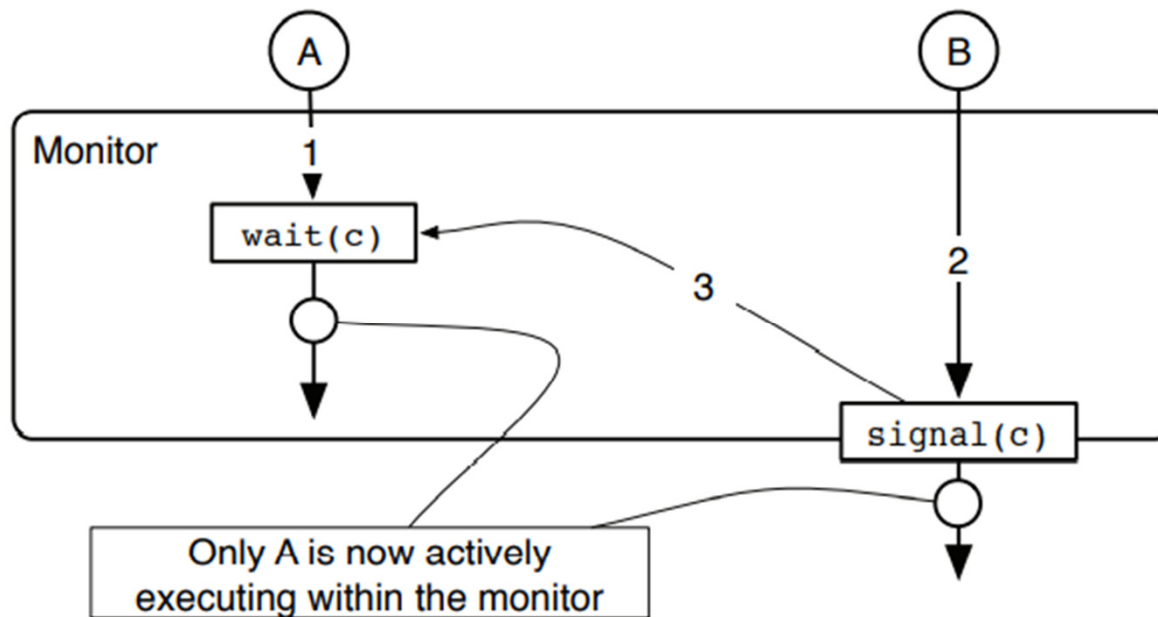 A
B
Monitor
1
wait(c)
2
3
signal(c)
Only A is now actively
executing within the monitor